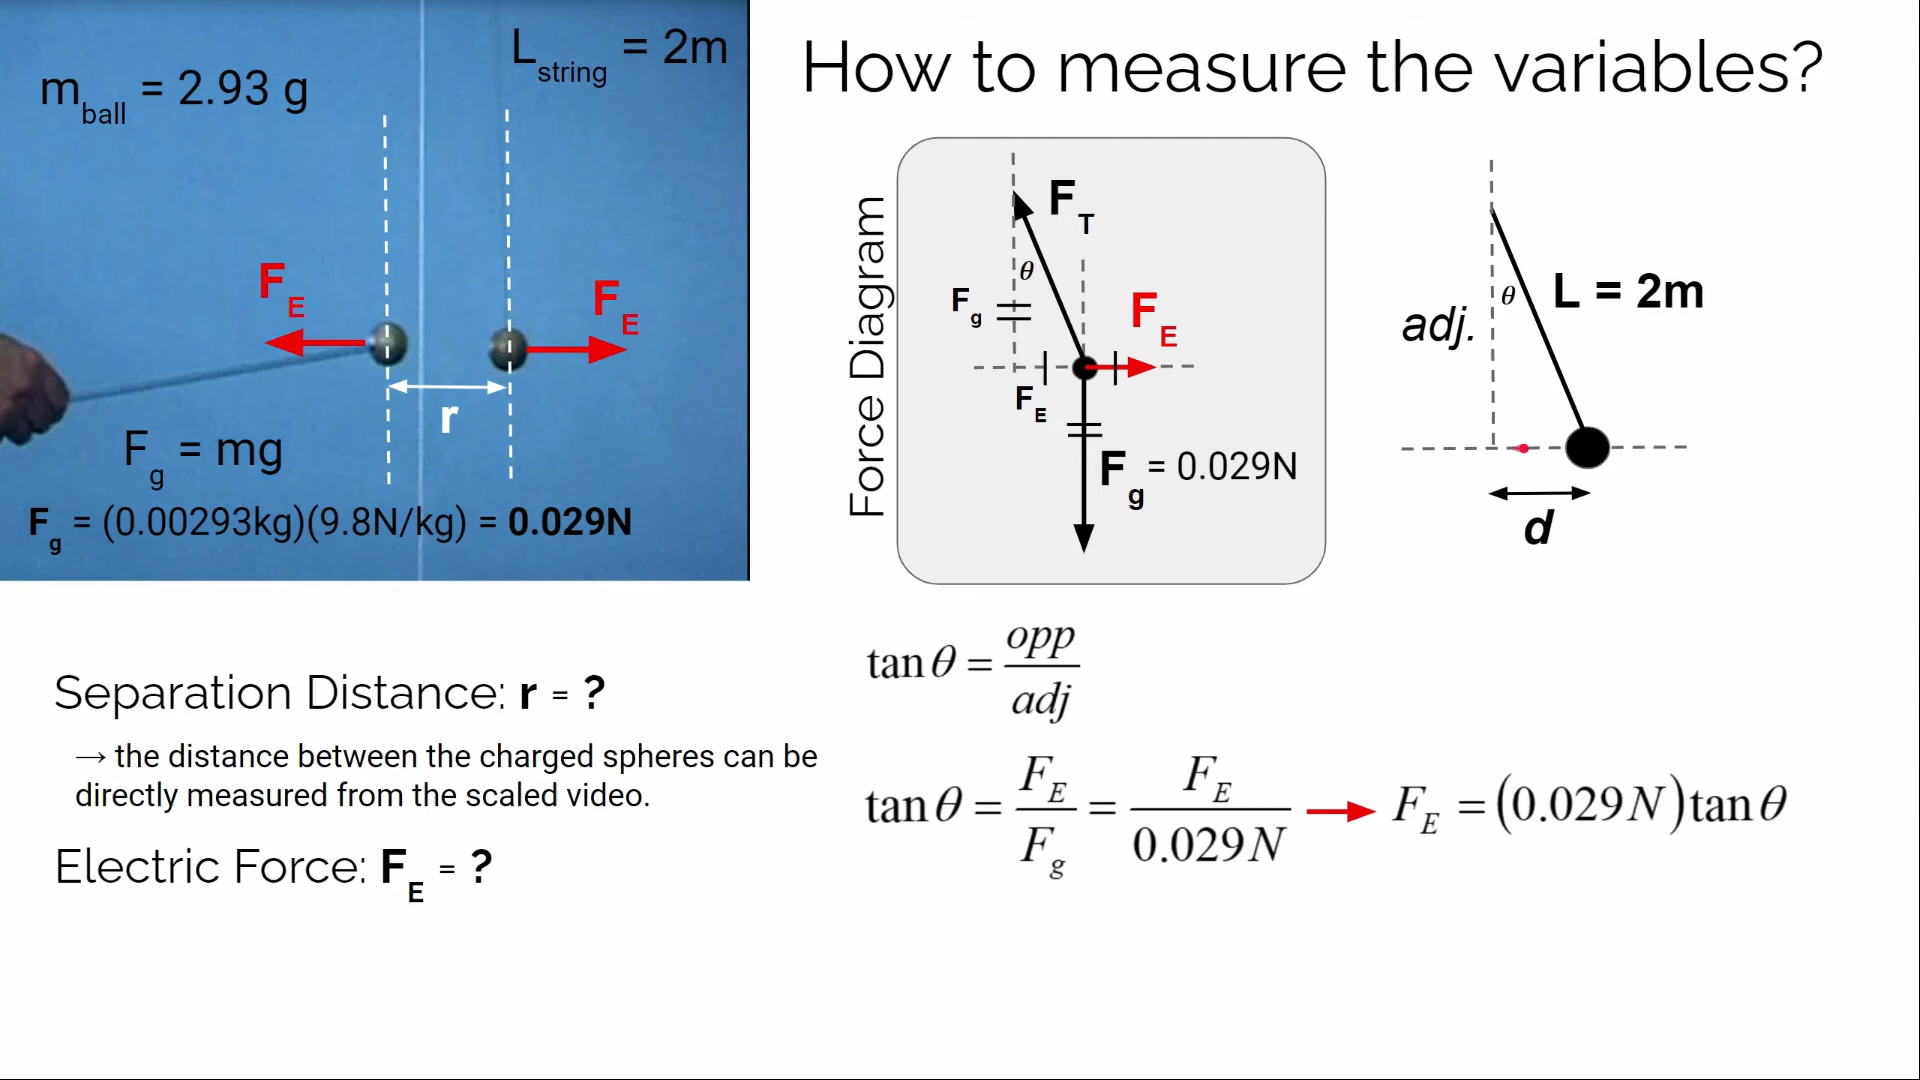 How to measure the variables?
m_ball = 2.93 g
L_string = 2m
F_E
F_E
r
F_g = mg
F_g = (0.00293kg)(9.8N/kg) = 0.029N
Force Diagram
F_T
θ
F_g
F_E
F_E
F_g = 0.029N
adj.
θ
L = 2m
d
Separation Distance: r = ?
→ the distance between the charged spheres can be
directly measured from the scaled video.
Electric Force: F_E = ?
tan θ = opp / adj
tan θ = F_E / F_g = F_E / 0.029N → F_E = (0.029N) tan θ